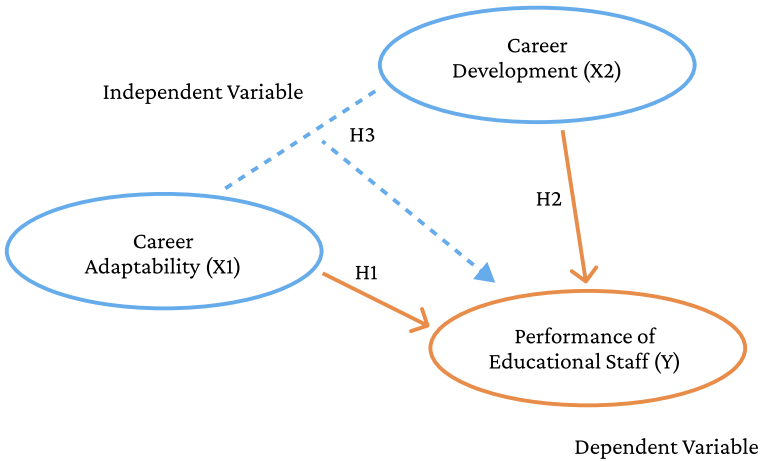 Career
Development (X2)
Independent Variable
H3
H2
Career
Adaptability (X1)
H1
Performance of
Educational Staff (Y)
Dependent Variable